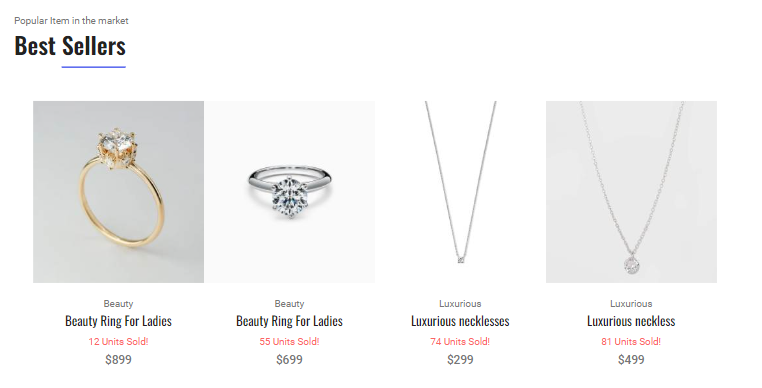 Popular Item in the market
Best Sellers
Beauty
Beauty Ring For Ladies
12 Units Sold!
$899
Beauty
Beauty Ring For Ladies
55 Units Sold!
$699
Luxurious
Luxurious necklesses
74 Units Sold!
$299
Luxurious
Luxurious neckless
81 Units Sold!
$499